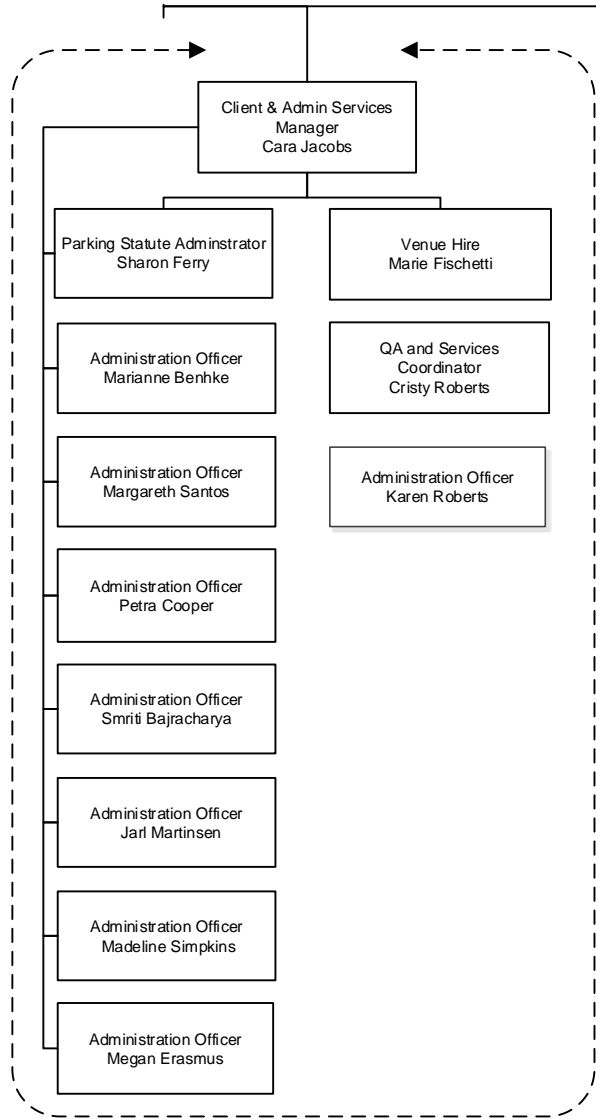 Client & Admin Services
Manager
Cara Jacobs
Parking Statute Adminstrator
Sharon Ferry
Venue Hire
Marie Fischetti
Administration Officer
Marianne Benhke
QA and Services
Coordinator
Cristy Roberts
Administration Officer
Margareth Santos
Administration Officer
Karen Roberts
Administration Officer
Petra Cooper
Administration Officer
Smriti Bajracharya
Administration Officer
Jarl Martinsen
Administration Officer
Madeline Simpkins
Administration Officer
Megan Erasmus